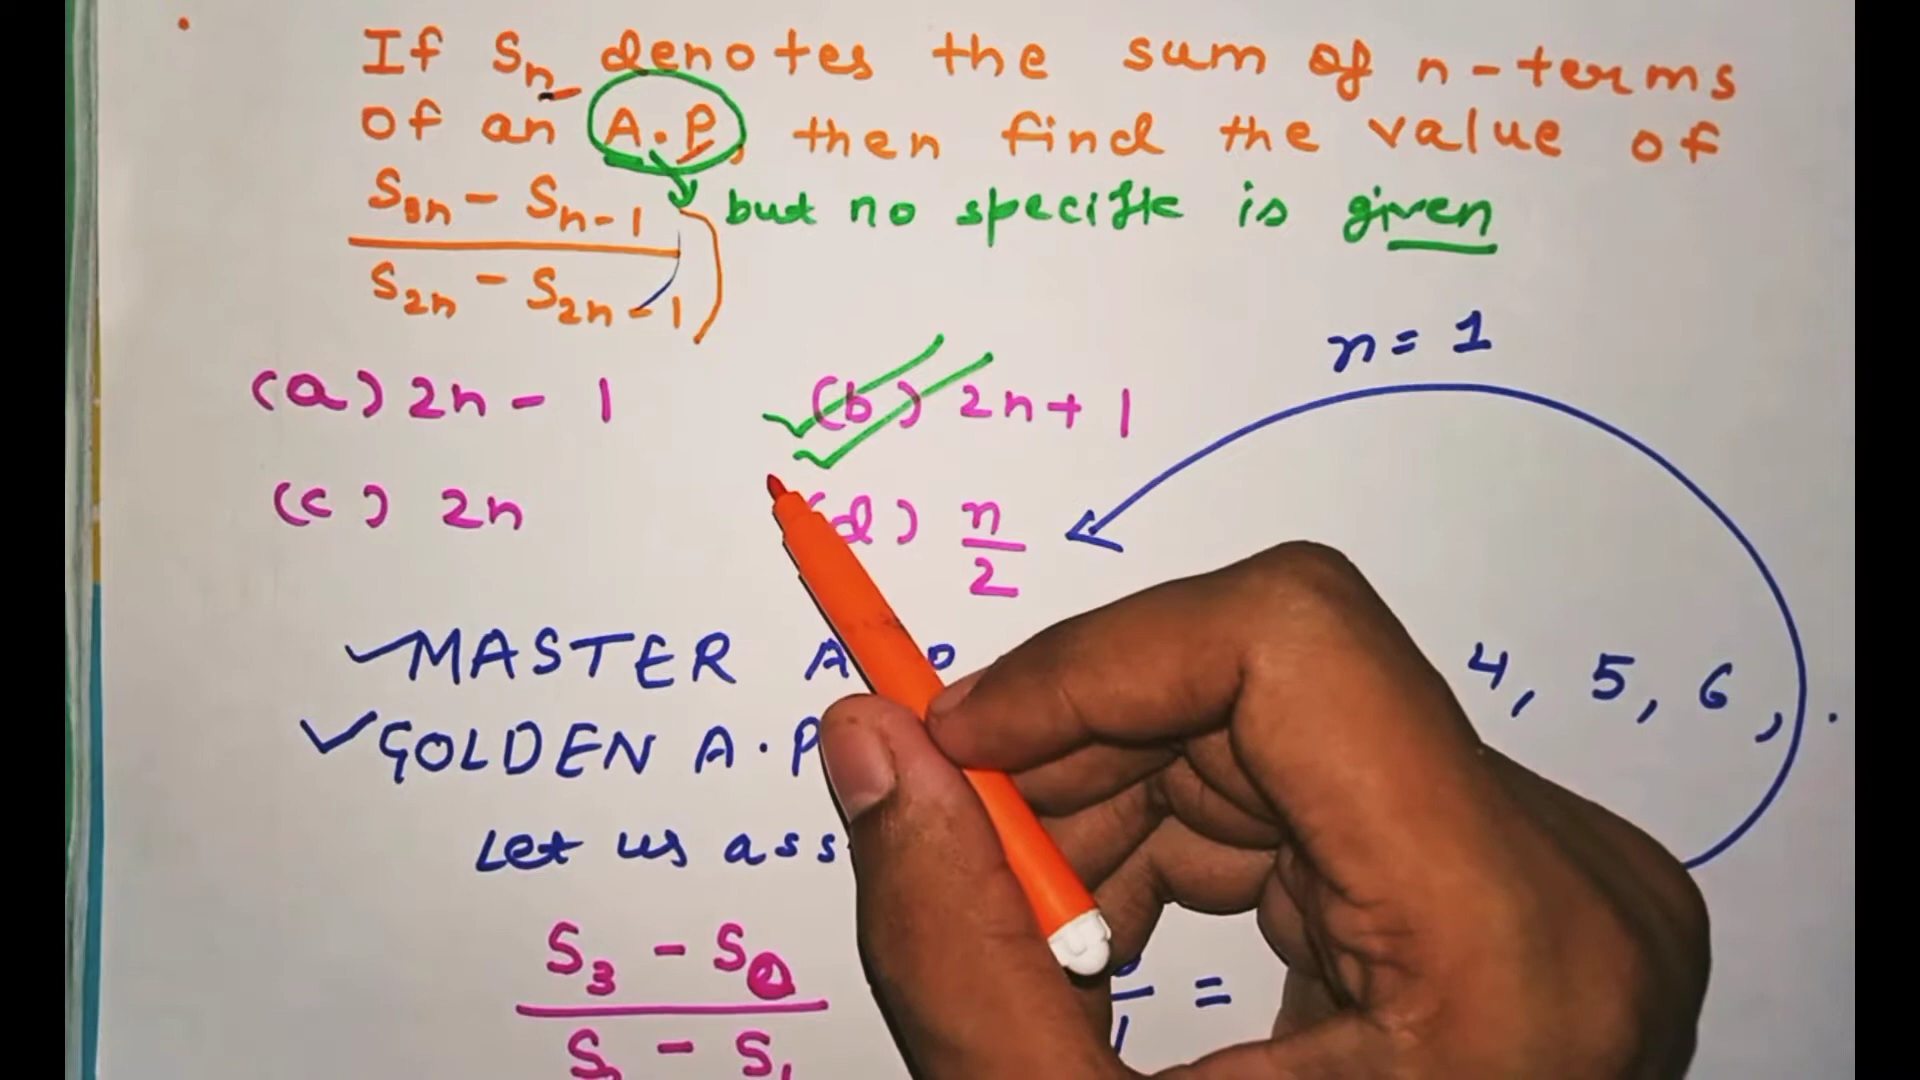 If Sn denotes the sum of n-terms
of an A.P, then find the value of
S3n - Sn-1
but no specific is given
S2n - S2n-1
n = 1
(a) 2n - 1
(b) 2n + 1
(c) 2n
(d) n/2
MASTER
4, 5, 6, .
GOLDEN A.P
Let us
S3 - S0
S - S1
=